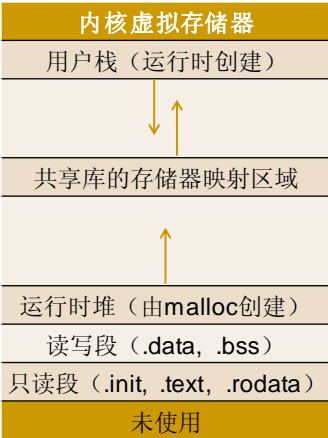 内核虚拟存储器
用户栈（运行时创建）
共享库的存储器映射区域
运行时堆（由malloc创建）
读写段（.data, .bss）
只读段（.init, .text, .rodata）
未使用